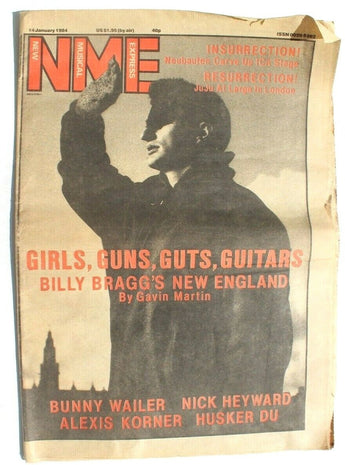 14 January 1984 US $1.95 (by air) 40p
ISSN 0028 6362
NEW
NME
MUSICAL
EXPRESS
INSURRECTION!
Neubauten Carve Up ICA Stage
RESURRECTION!
JuJu At Large in London
GIRLS, GUNS, GUTS, GUITARS
BILLY BRAGG'S NEW ENGLAND
By Gavin Martin
BUNNY WAILER NICK HEYWARD
ALEXIS KORNER HUSKER DU